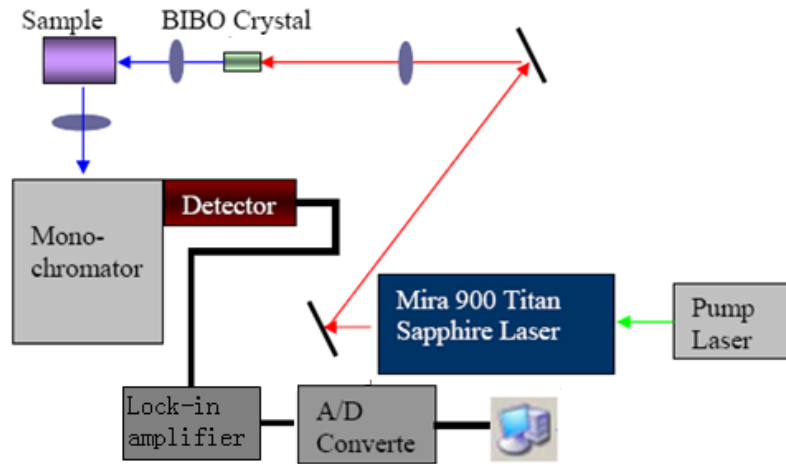 Sample
BIBO Crystal
Detector
Mono-
chromator
Mira 900 Titan
Sapphire Laser
Pump
Laser
Lock-in
amplifier
A/D
Converte